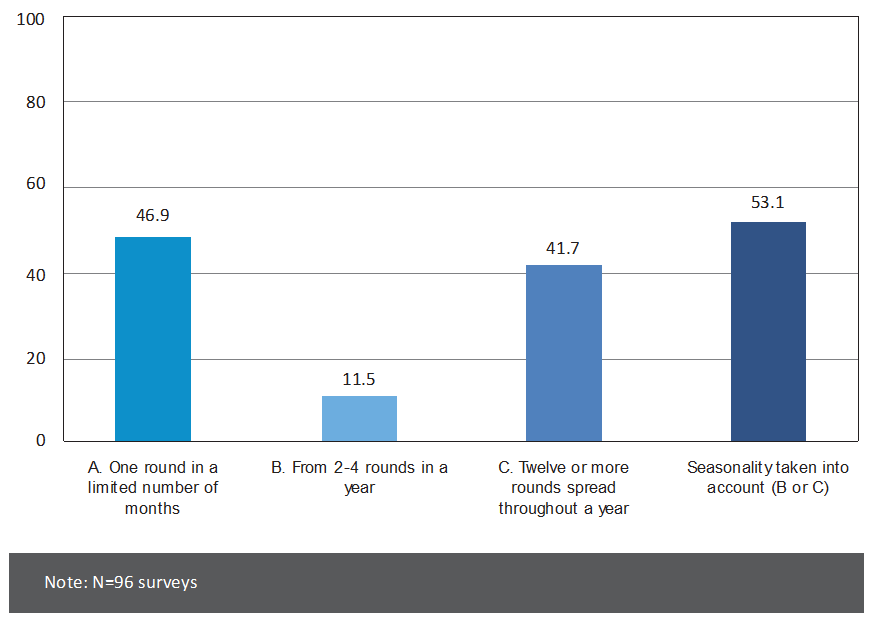 100
80
60
40
20
0
46.9
11.5
41.7
53.1
A. One round in a
limited number of
months
B. From 2-4 rounds in a
year
C. Twelve or more
rounds spread
throughout a year
Seasonality taken into
account (B or C)
Note: N=96 surveys